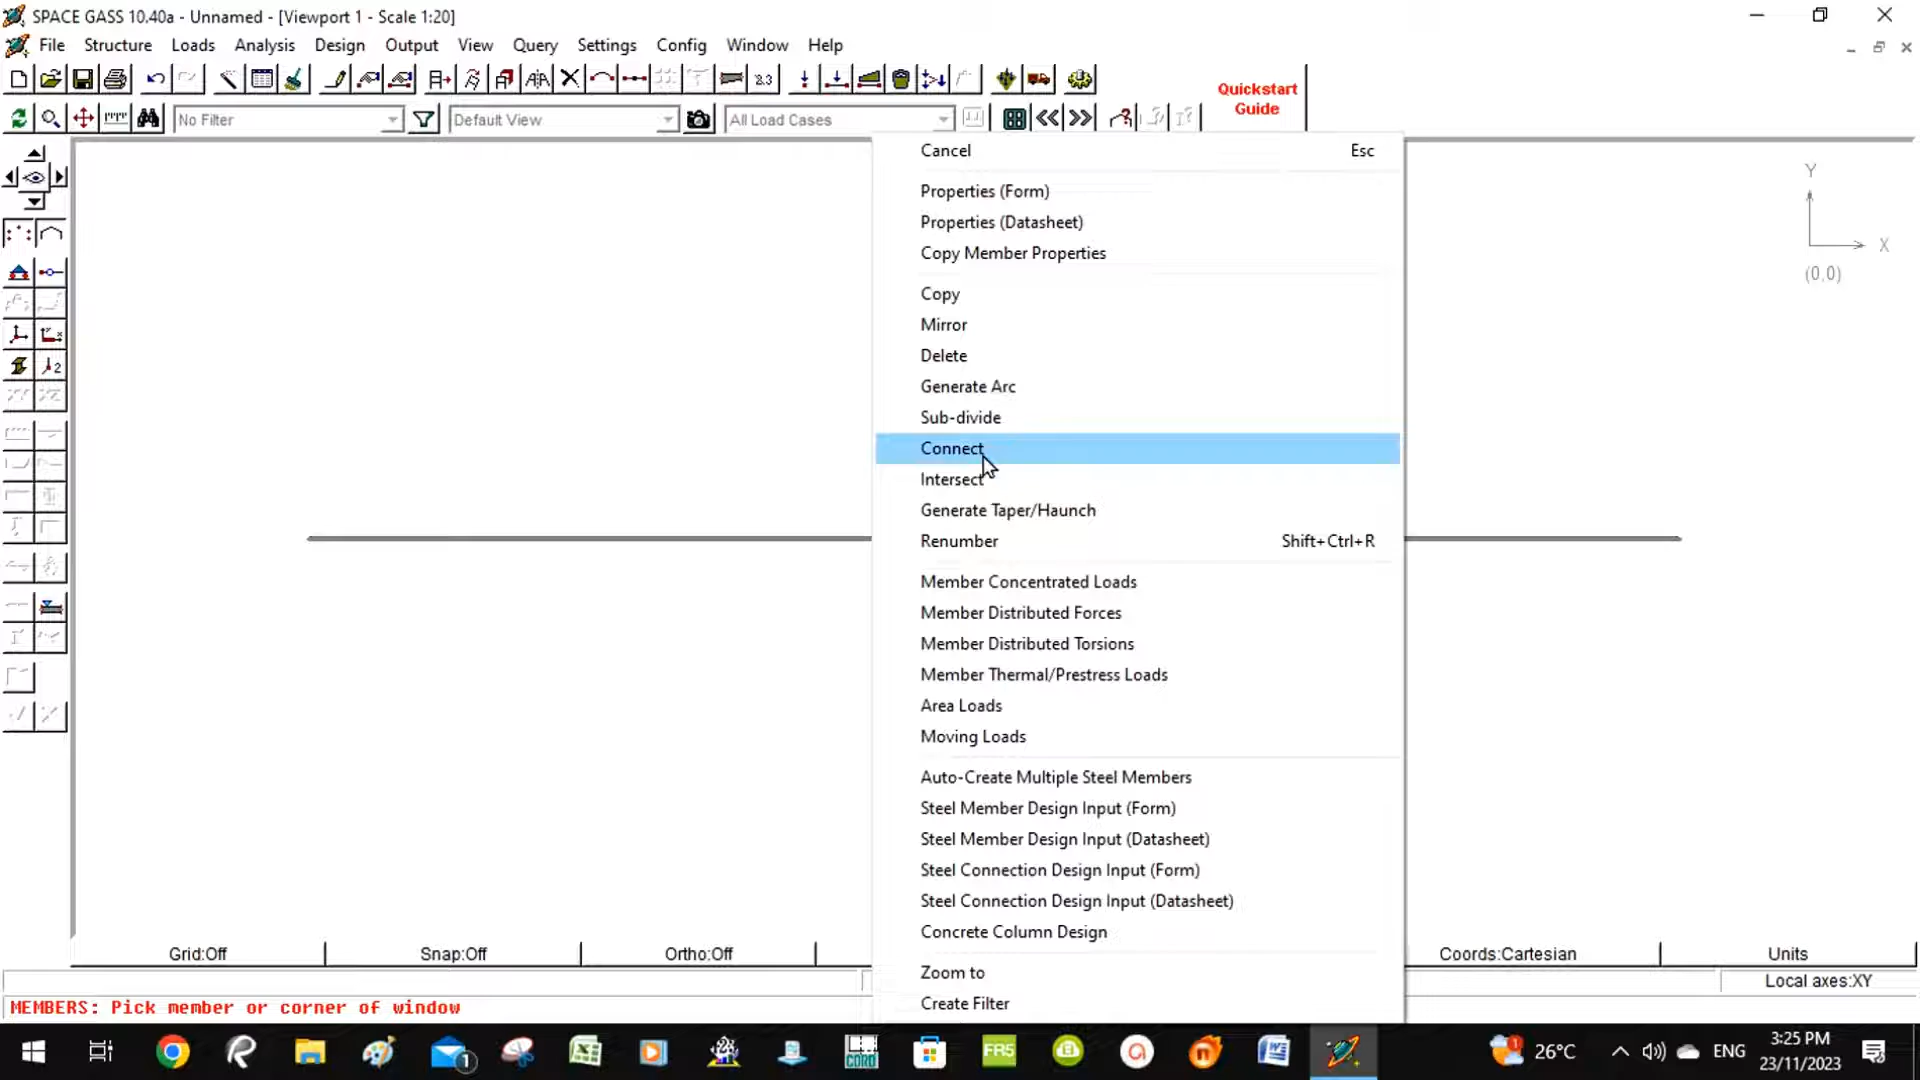 SPACE GASS 10.40a - Unnamed - [Viewport 1 - Scale 1:20]
File Structure Loads Analysis Design Output View Query Settings Config Window Help
2.3
Quickstart
Guide
No Filter
Default View
All Load Cases
Cancel Esc
Properties (Form)
Properties (Datasheet)
Copy Member Properties
Copy
Mirror
Delete
Generate Arc
Sub-divide
Connect
Intersect
Generate Taper/Haunch
Renumber Shift+Ctrl+R
Member Concentrated Loads
Member Distributed Forces
Member Distributed Torsions
Member Thermal/Prestress Loads
Area Loads
Moving Loads
Auto-Create Multiple Steel Members
Steel Member Design Input (Form)
Steel Member Design Input (Datasheet)
Steel Connection Design Input (Form)
Steel Connection Design Input (Datasheet)
Concrete Column Design
Zoom to
Create Filter
Y
X
(0,0)
Grid:Off Snap:Off Ortho:Off Coords:Cartesian Units
Local axes:XY
MEMBERS: Pick member or corner of window
1
CORD
FR5
1
26°C
ENG
3:25 PM
23/11/2023